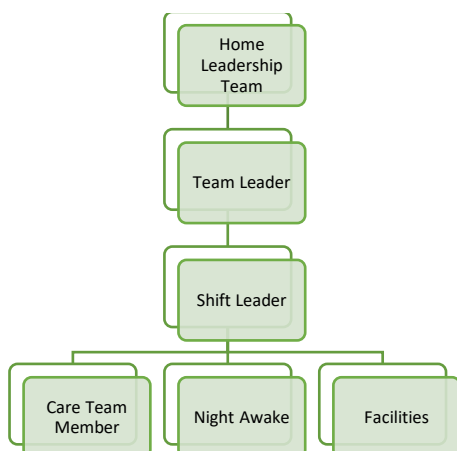 Home
Leadership
Team
Team Leader
Shift Leader
Care Team
Member
Night Awake
Facilities